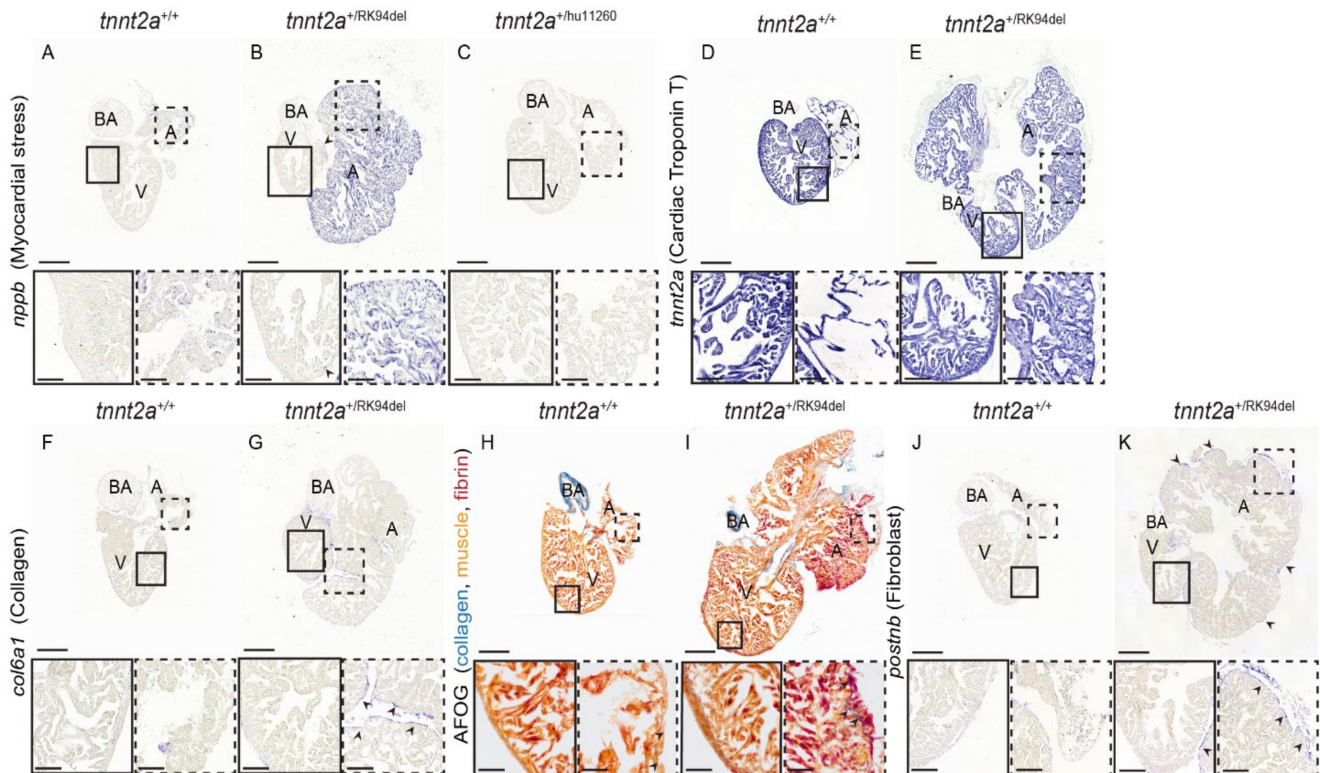 tnnt2a+/+
tnnt2a+/RK94del
tnnt2a+/hu11260
tnnt2a+/+
tnnt2a+/RK94del
nppb (Myocardial stress)
A
BA
A
V
B
BA
V
A
C
BA
A
V
tnnt2a (Cardiac Troponin T)
D
BA
A
V
E
A
BA
V
tnnt2a+/+
tnnt2a+/RK94del
tnnt2a+/+
tnnt2a+/RK94del
tnnt2a+/+
tnnt2a+/RK94del
col6a1 (Collagen)
F
BA
A
V
G
BA
V
A
AFOG (collagen, muscle, fibrin)
H
BA
A
V
I
BA
A
V
postnb (Fibroblast)
J
BA
A
V
K
A
BA
V